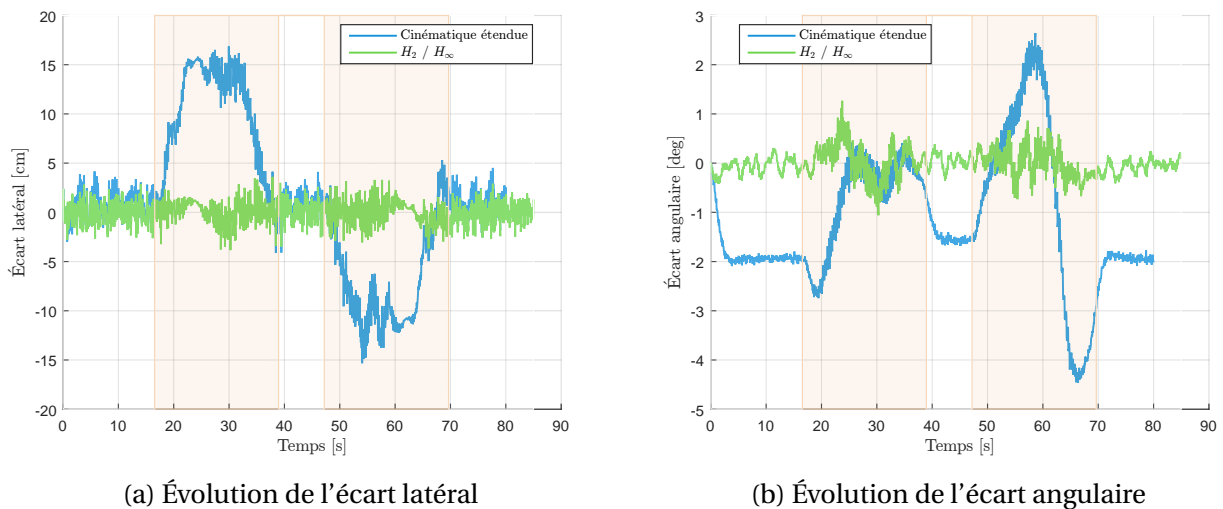 Cinématique étendue
H₂ / H∞
20
15
10
5
0
-5
-10
-15
-20
Écart latéral [cm]
0 10 20 30 40 50 60 70 80 90
Temps [s]
(a) Évolution de l'écart latéral
Cinématique étendue
H₂ / H∞
3
2
1
0
-1
-2
-3
-4
-5
Écart angulaire [deg]
0 10 20 30 40 50 60 70 80 90
Temps [s]
(b) Évolution de l'écart angulaire